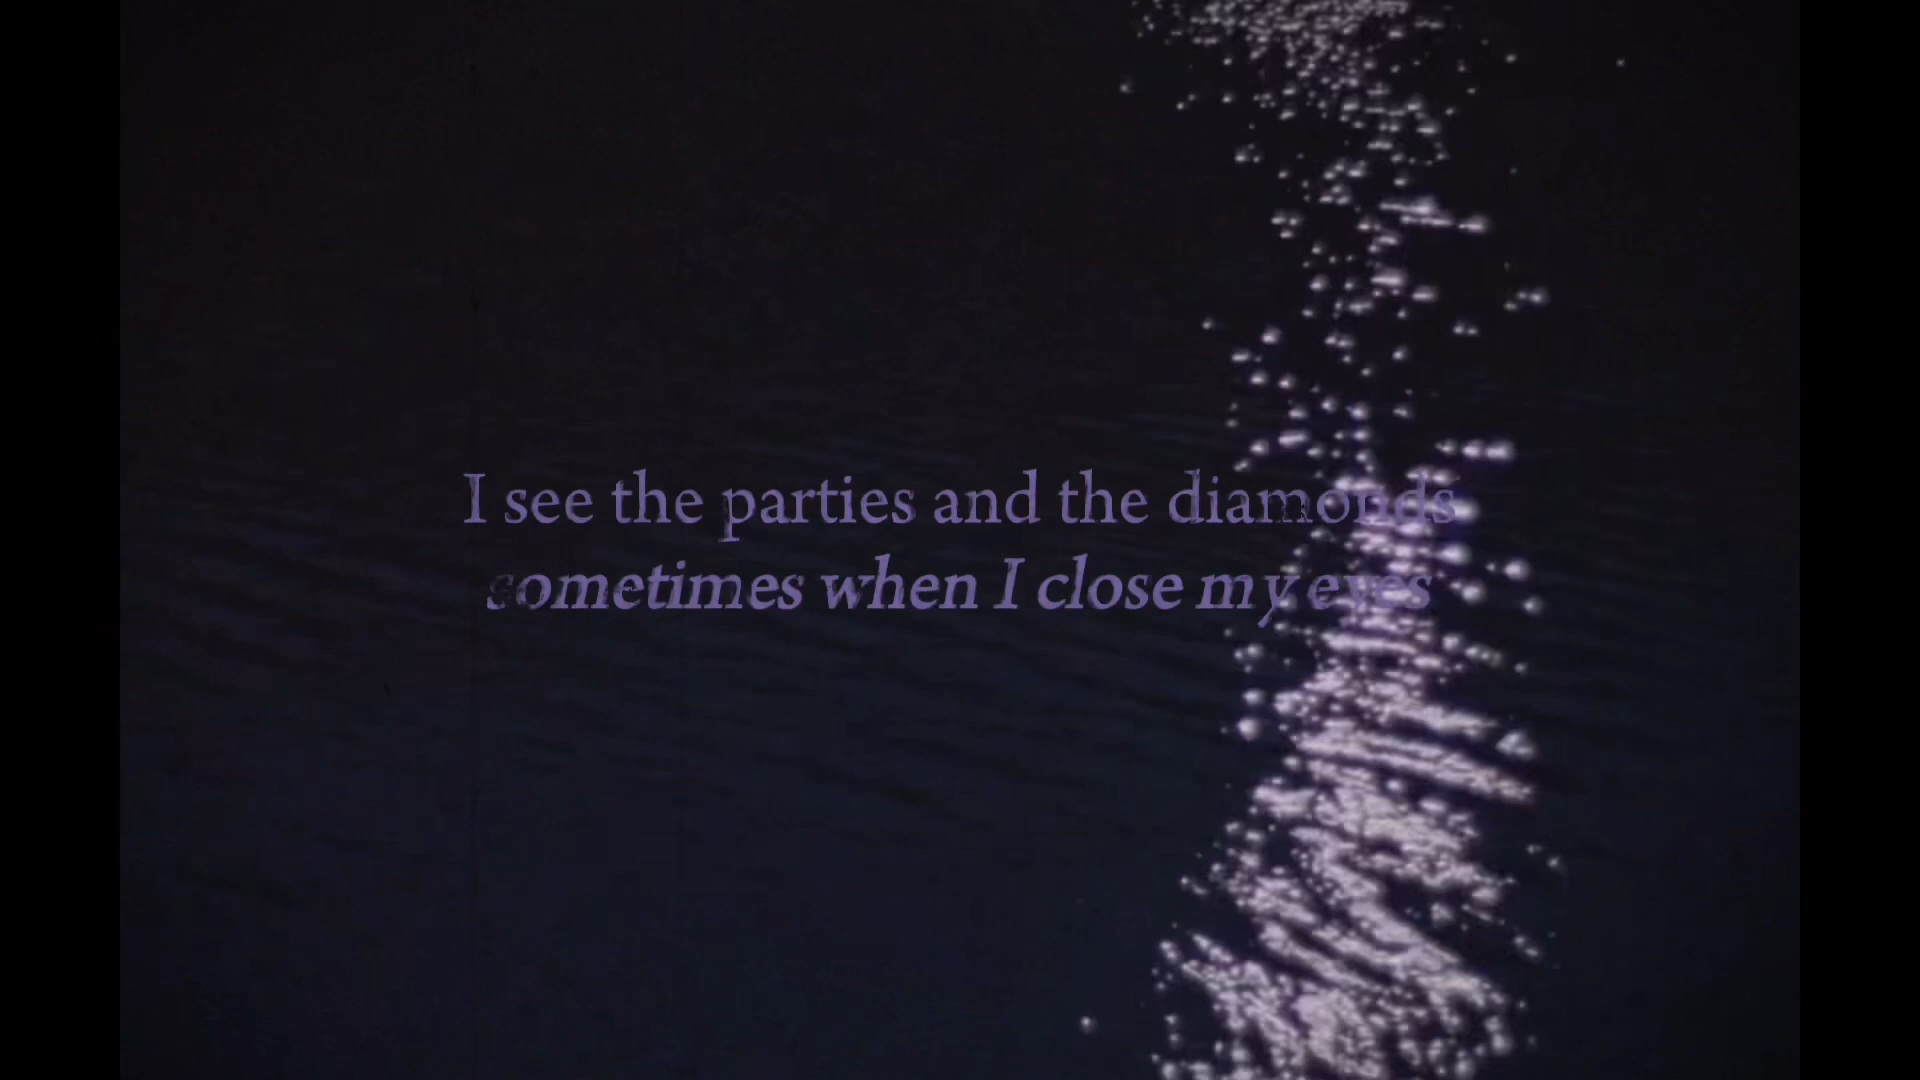 I see the parties and the diamonds
sometimes when I close my eyes